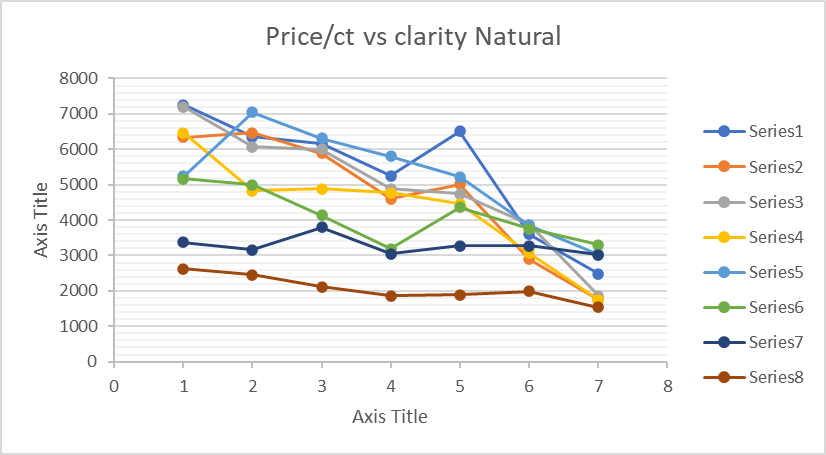 Price/ct vs clarity Natural
8000
7000
6000
5000
4000
3000
2000
1000
0
0 1 2 3 4 5 6 7 8
Axis Title
Axis Title
Series1
Series2
Series3
Series4
Series5
Series6
Series7
Series8